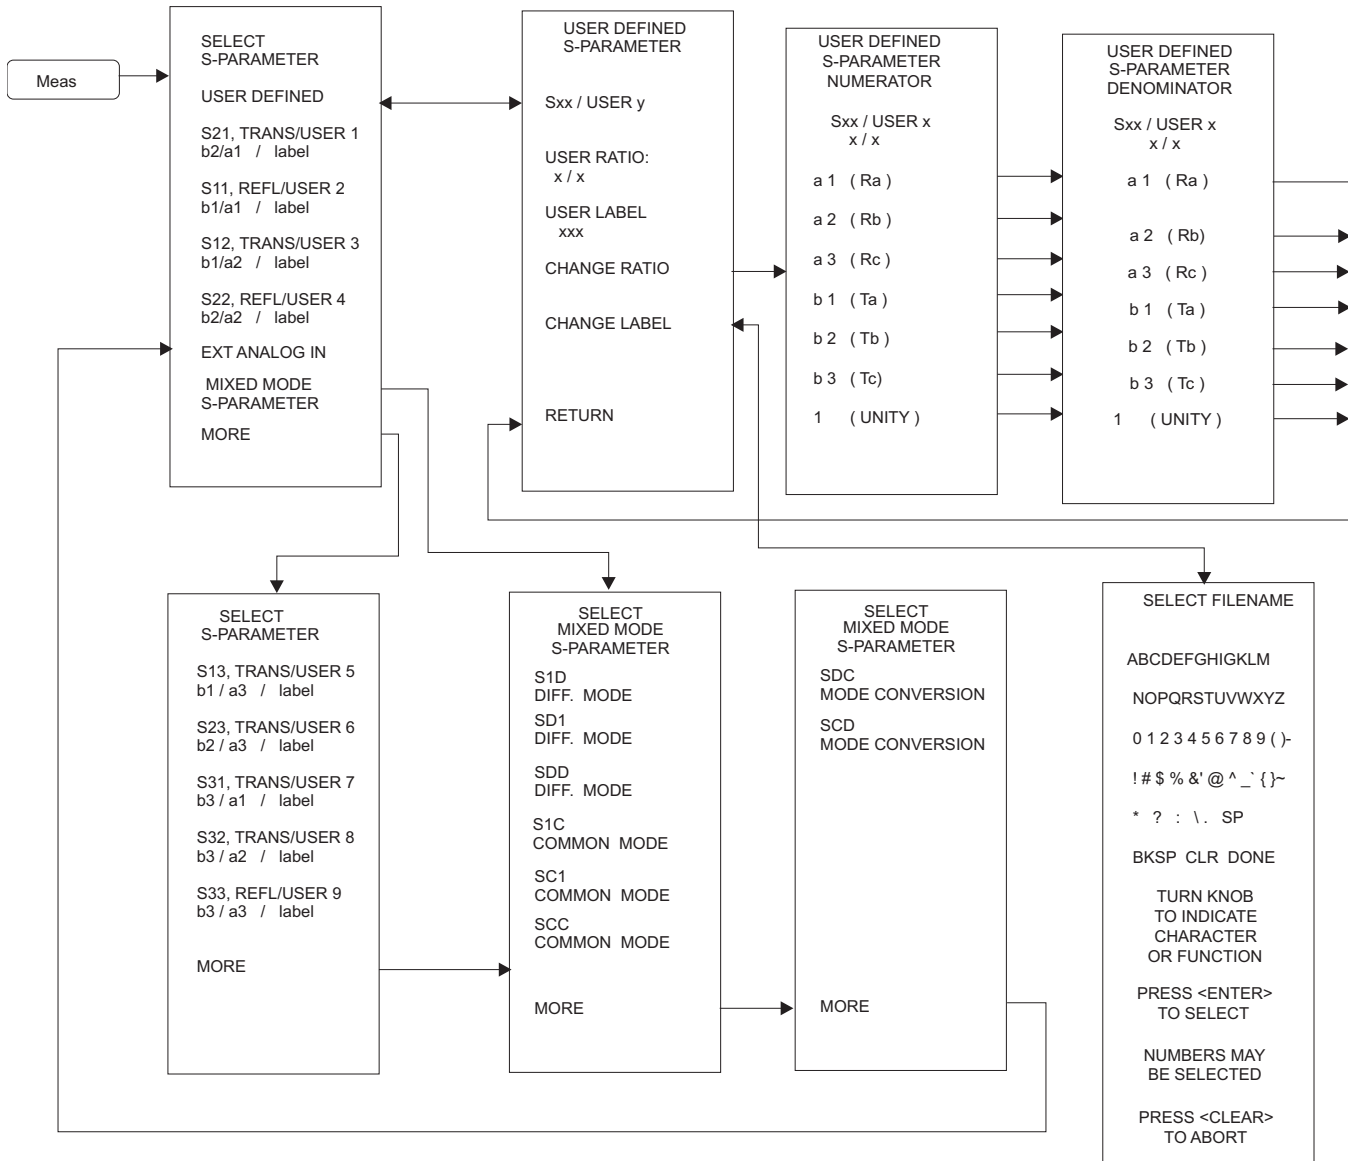 Meas
SELECT
S-PARAMETER
USER DEFINED
S21, TRANS/USER 1
b2/a1 / label
S11, REFL/USER 2
b1/a1 / label
S12, TRANS/USER 3
b1/a2 / label
S22, REFL/USER 4
b2/a2 / label
EXT ANALOG IN
MIXED MODE
S-PARAMETER
MORE
USER DEFINED
S-PARAMETER
Sxx / USER y
USER RATIO:
x / x
USER LABEL
xxx
CHANGE RATIO
CHANGE LABEL
RETURN
USER DEFINED
S-PARAMETER
NUMERATOR
Sxx / USER x
x / x
a 1 ( Ra )
a 2 ( Rb )
a 3 ( Rc )
b 1 ( Ta )
b 2 ( Tb )
b 3 ( Tc)
1 ( UNITY )
USER DEFINED
S-PARAMETER
DENOMINATOR
Sxx / USER x
x / x
a 1 ( Ra )
a 2 ( Rb)
a 3 ( Rc )
b 1 ( Ta )
b 2 ( Tb )
b 3 ( Tc )
1 ( UNITY )
SELECT
S-PARAMETER
S13, TRANS/USER 5
b1 / a3 / label
S23, TRANS/USER 6
b2 / a3 / label
S31, TRANS/USER 7
b3 / a1 / label
S32, TRANS/USER 8
b3 / a2 / label
S33, REFL/USER 9
b3 / a3 / label
MORE
SELECT
MIXED MODE
S-PARAMETER
S1D
DIFF. MODE
SD1
DIFF. MODE
SDD
DIFF. MODE
S1C
COMMON MODE
SC1
COMMON MODE
SCC
COMMON MODE
MORE
SELECT
MIXED MODE
S-PARAMETER
SDC
MODE CONVERSION
SCD
MODE CONVERSION
MORE
SELECT FILENAME
ABCDEFGHIGKLM
NOPQRSTUVWXYZ
0 1 2 3 4 5 6 7 8 9 ( )-
! # $ % &' @ ^ _` { }~
* ? : \ . SP
BKSP CLR DONE
TURN KNOB
TO INDICATE
CHARACTER
OR FUNCTION
PRESS <ENTER>
TO SELECT
NUMBERS MAY
BE SELECTED
PRESS <CLEAR>
TO ABORT